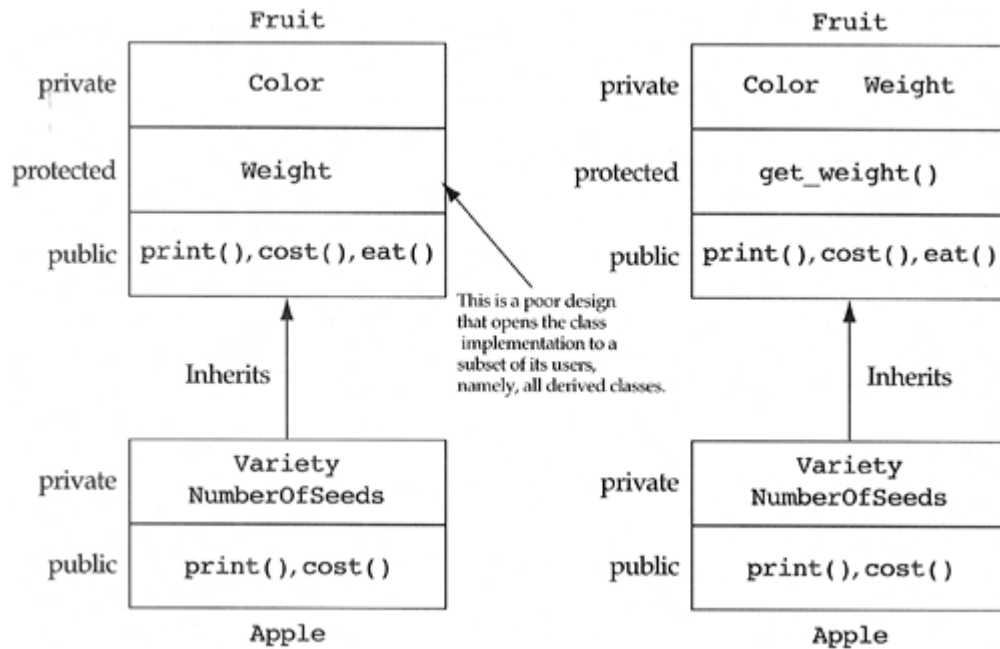 Fruit
private
Color
protected
Weight
public
print(),cost(),eat()
This is a poor design
that opens the class
implementation to a
subset of its users,
namely, all derived classes.
Inherits
private
Variety
NumberOfSeeds
public
print(),cost()
Apple
Fruit
private
Color Weight
protected
get_weight()
public
print(),cost(),eat()
Inherits
private
Variety
NumberOfSeeds
public
print(),cost()
Apple